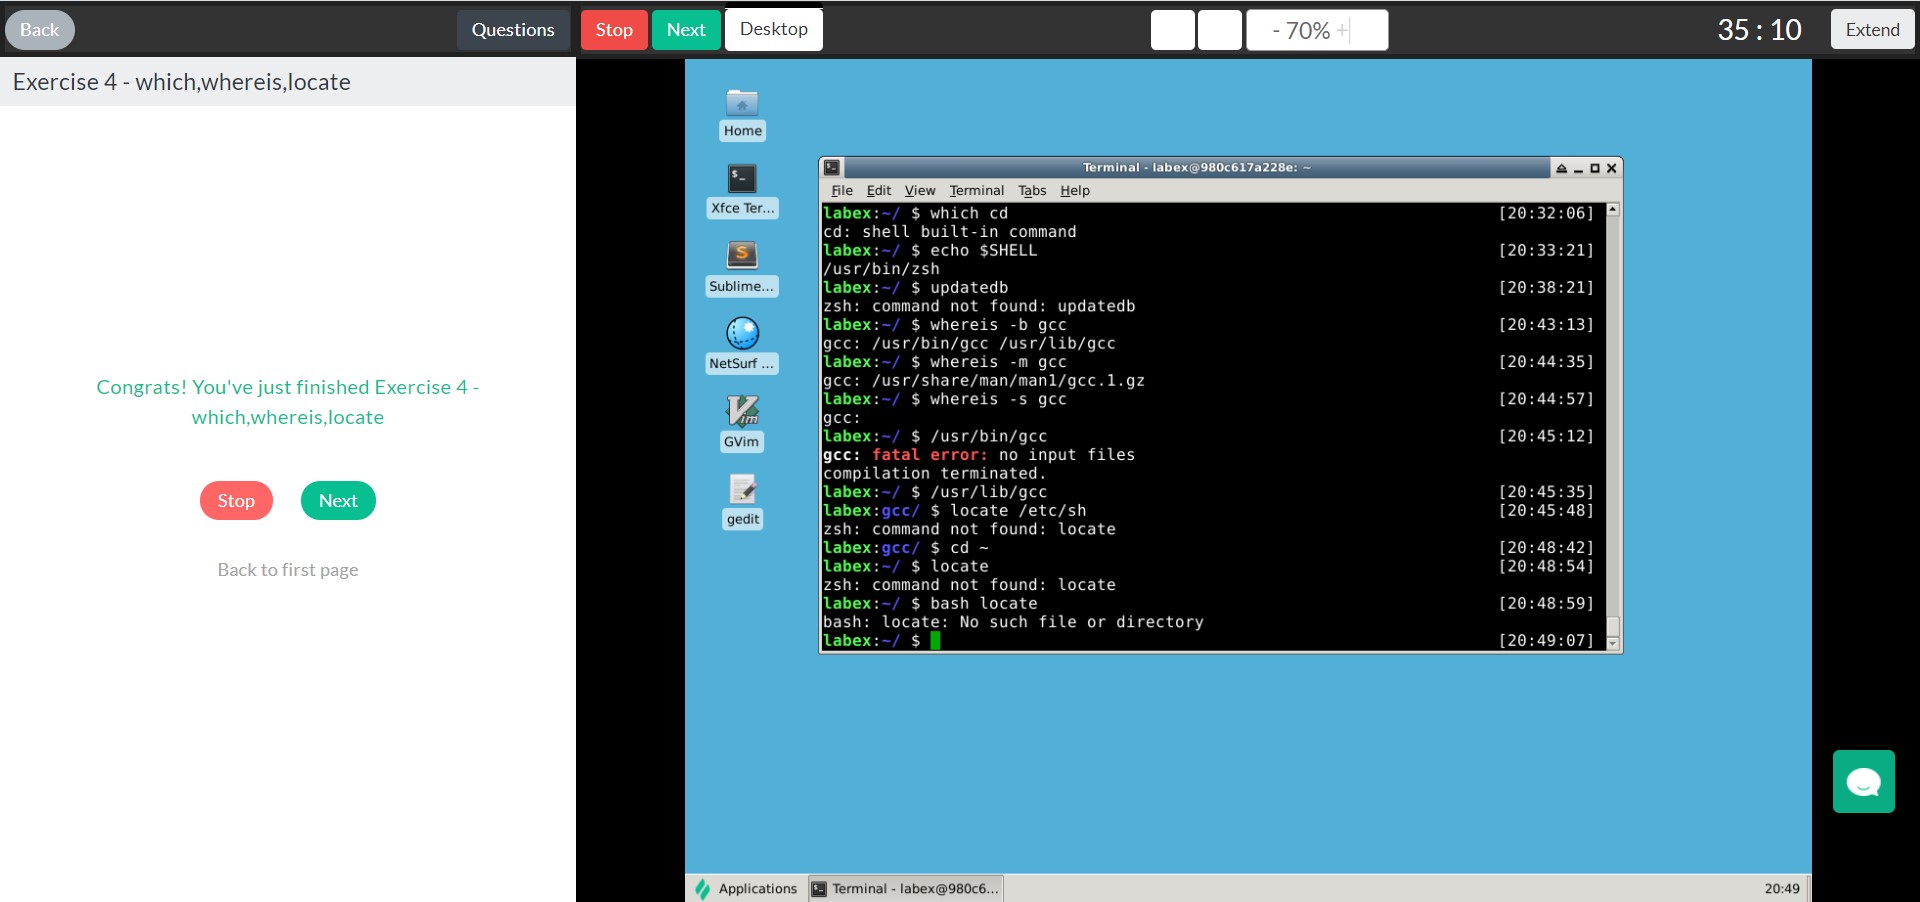 Back
Questions
Stop
Next
Desktop
- 70% +
35 : 10
Extend
Exercise 4 - which,whereis,locate
Congrats! You've just finished Exercise 4 -
which,whereis,locate
Stop
Next
Back to first page
Home
Xfce Ter...
Sublime...
NetSurf ...
GVim
gedit
Terminal - labex@980c617a228e: ~
File Edit View Terminal Tabs Help
labex:~/ $ which cd [20:32:06]
cd: shell built-in command
labex:~/ $ echo $SHELL [20:33:21]
/usr/bin/zsh
labex:~/ $ updatedb [20:38:21]
zsh: command not found: updatedb
labex:~/ $ whereis -b gcc [20:43:13]
gcc: /usr/bin/gcc /usr/lib/gcc
labex:~/ $ whereis -m gcc [20:44:35]
gcc: /usr/share/man/man1/gcc.1.gz
labex:~/ $ whereis -s gcc [20:44:57]
gcc:
labex:~/ $ /usr/bin/gcc [20:45:12]
gcc: fatal error: no input files
compilation terminated.
labex:~/ $ /usr/lib/gcc [20:45:35]
labex:gcc/ $ locate /etc/sh [20:45:48]
zsh: command not found: locate
labex:gcc/ $ cd ~ [20:48:42]
labex:~/ $ locate [20:48:54]
zsh: command not found: locate
labex:~/ $ bash locate [20:48:59]
bash: locate: No such file or directory
labex:~/ $ [20:49:07]
Applications
Terminal - labex@980c6...
20:49